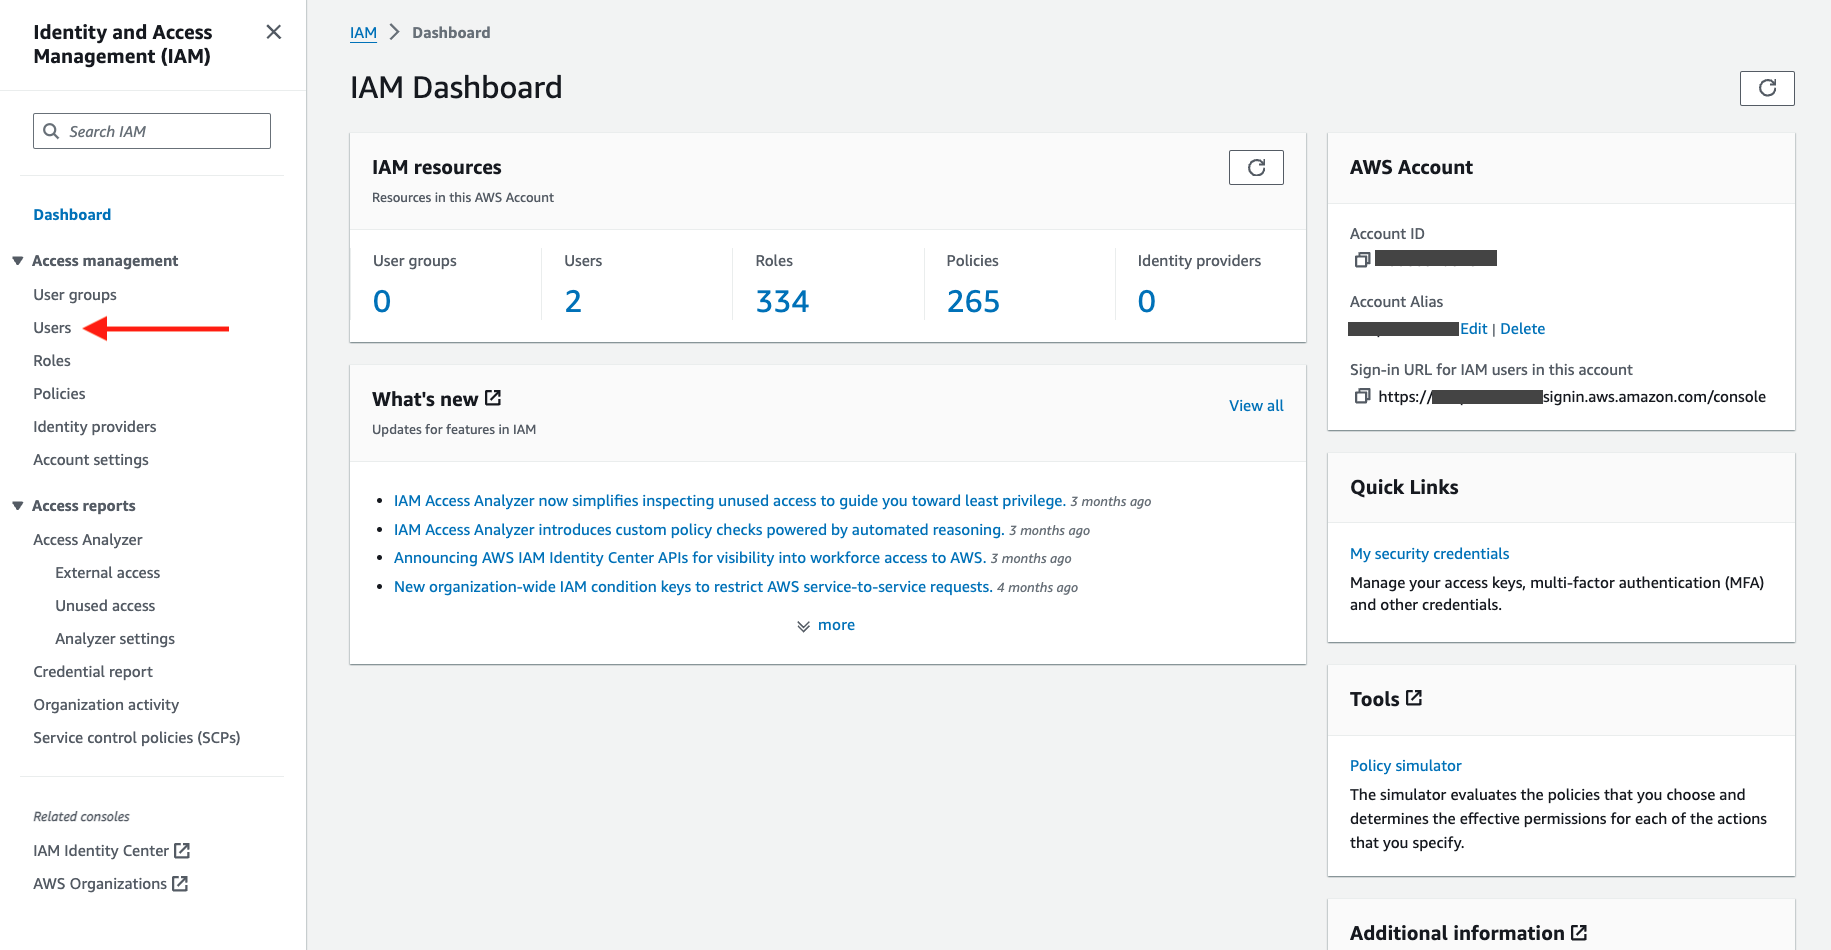 Identity and Access
Management (IAM)
Search IAM
Dashboard
Access management
User groups
Users
Roles
Policies
Identity providers
Account settings
Access reports
Access Analyzer
External access
Unused access
Analyzer settings
Credential report
Organization activity
Service control policies (SCPs)
Related consoles
IAM Identity Center
AWS Organizations
IAM > Dashboard
IAM Dashboard
IAM resources
Resources in this AWS Account
User groups
0
Users
2
Roles
334
Policies
265
Identity providers
0
What's new
View all
Updates for features in IAM
• IAM Access Analyzer now simplifies inspecting unused access to guide you toward least privilege. 3 months ago
• IAM Access Analyzer introduces custom policy checks powered by automated reasoning. 3 months ago
• Announcing AWS IAM Identity Center APIs for visibility into workforce access to AWS. 3 months ago
• New organization-wide IAM condition keys to restrict AWS service-to-service requests. 4 months ago
more
AWS Account
Account ID
Account Alias
Edit | Delete
Sign-in URL for IAM users in this account
https:// signin.aws.amazon.com/console
Quick Links
My security credentials
Manage your access keys, multi-factor authentication (MFA)
and other credentials.
Tools
Policy simulator
The simulator evaluates the policies that you choose and
determines the effective permissions for each of the actions
that you specify.
Additional information